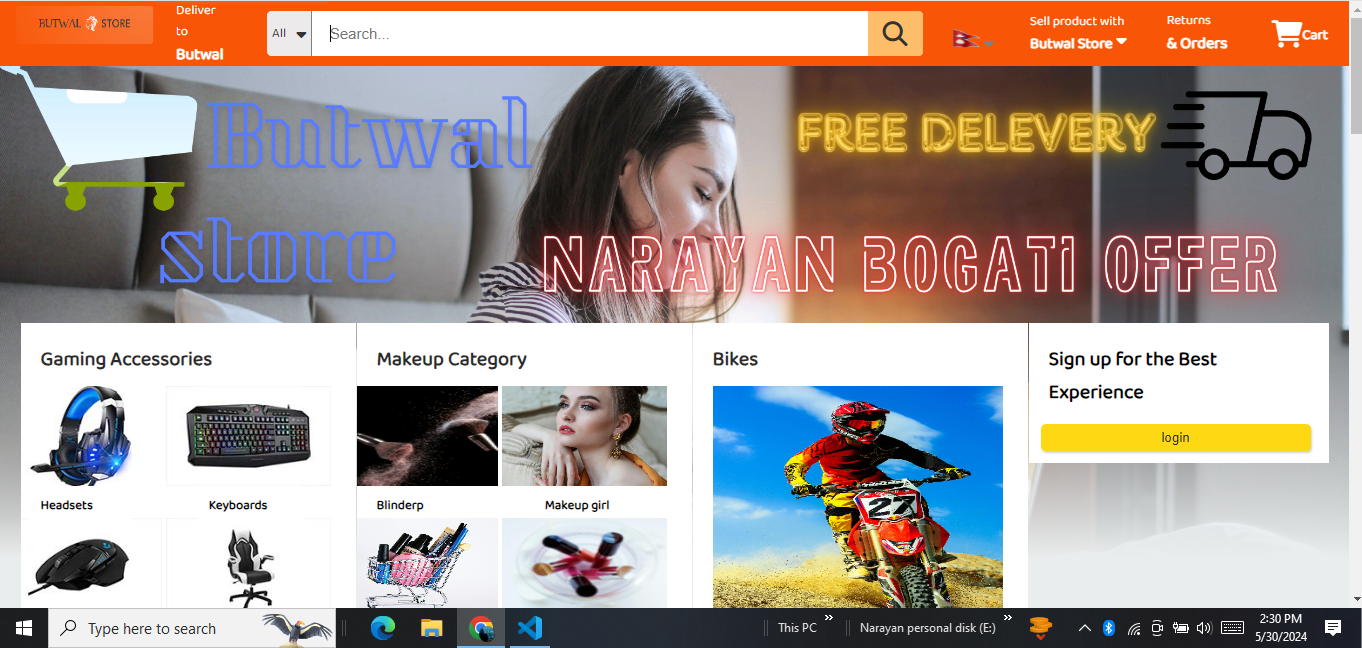 BUTWAL STORE
Deliver
to
Butwal
All
Search...
Sell product with
Butwal Store
Returns
& Orders
Cart
Butwal
store
FREE DELEVERY
NARAYAN BOGATI OFFER
Gaming Accessories
Makeup Category
Bikes
Sign up for the Best
Experience
login
27
Headsets
Keyboards
Blinderp
Makeup girl
Type here to search
This PC
Narayan personal disk (E:)
2:30 PM
5/30/2024